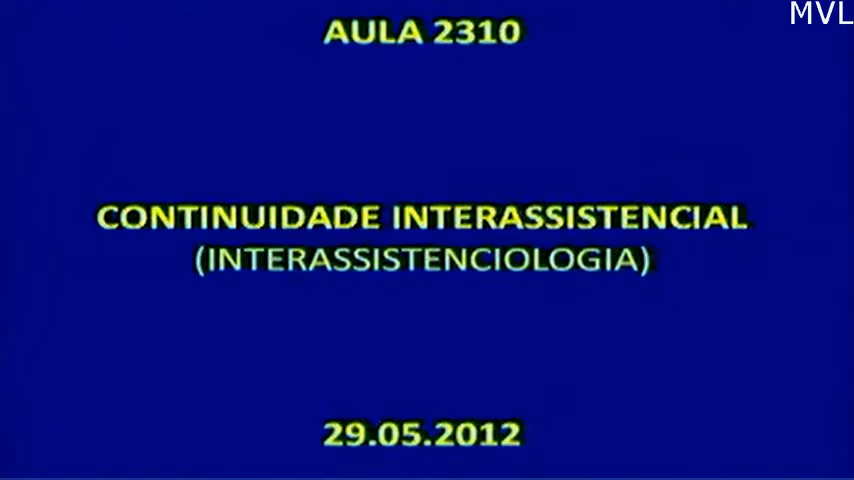 MVL
AULA 2310
CONTINUIDADE INTERASSISTENCIAL
(INTERASSISTENCIOLOGIA)
29.05.2012